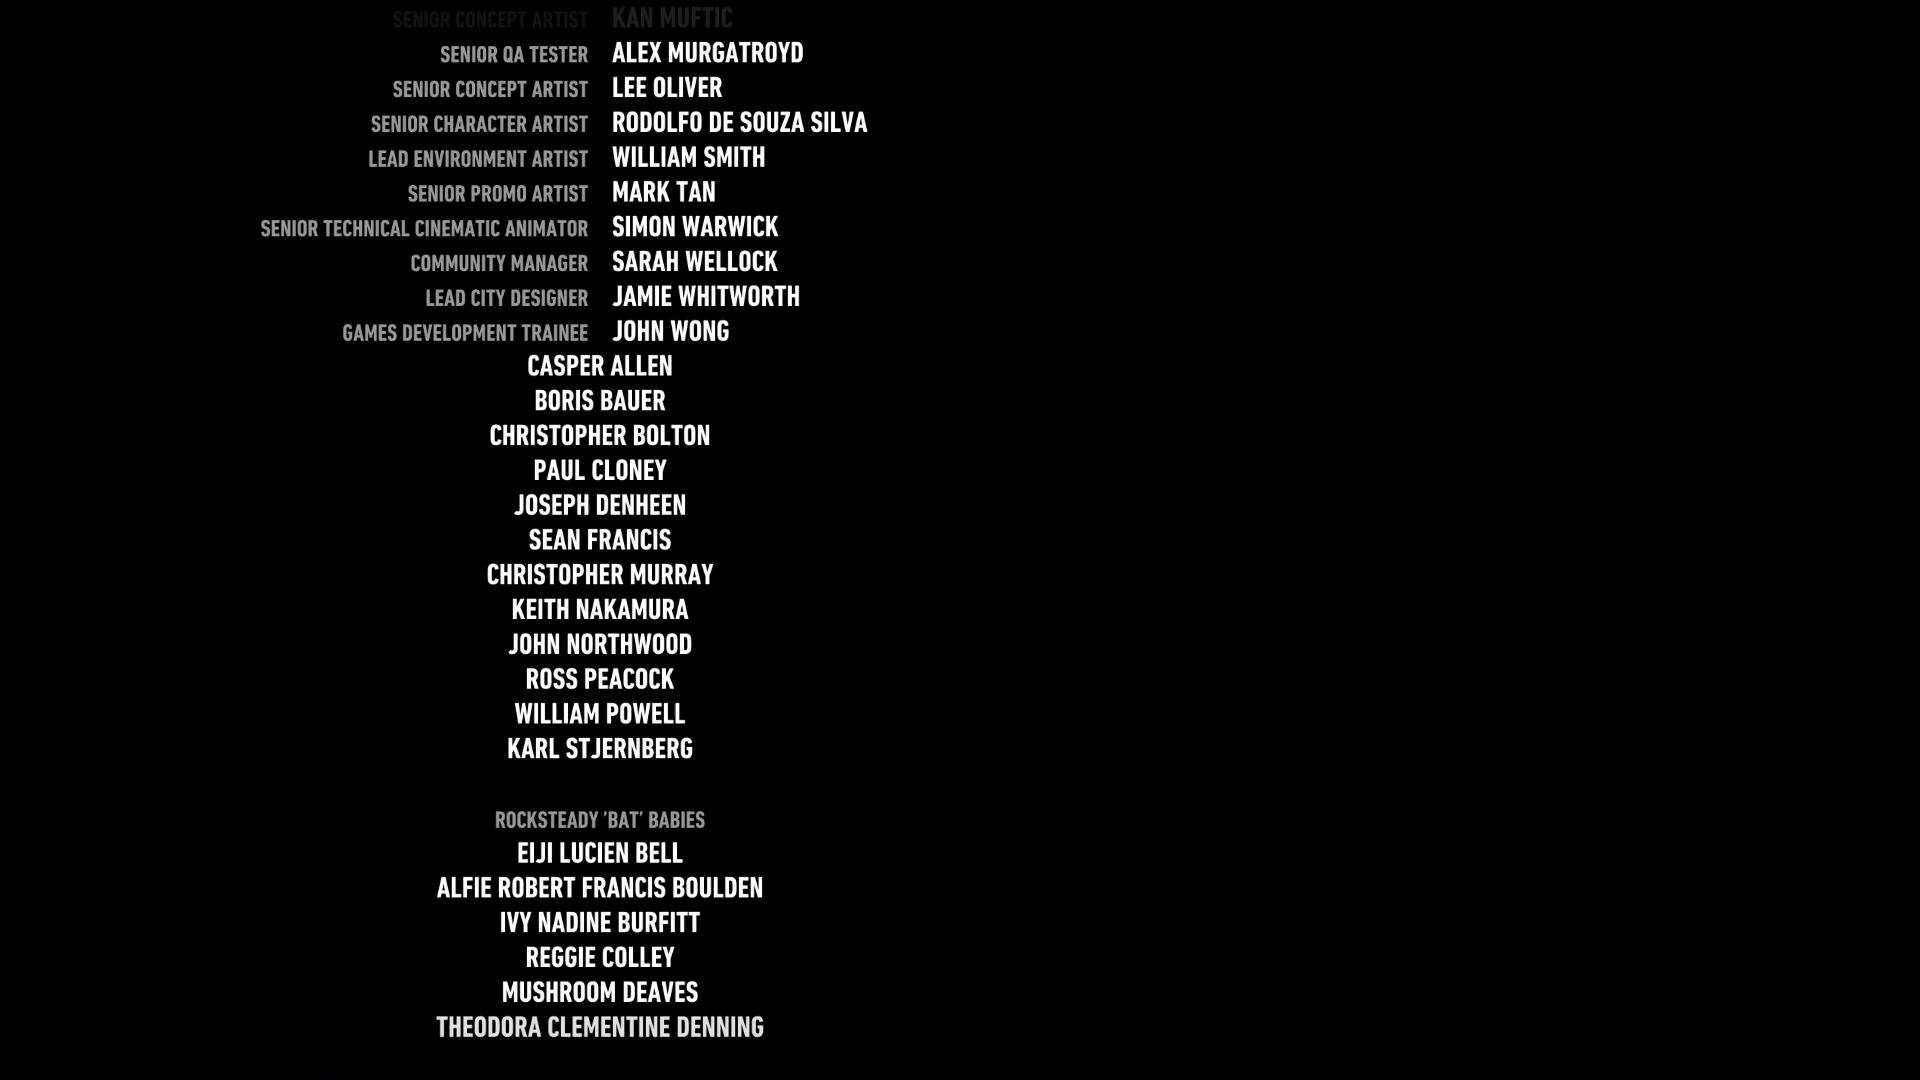 SENIOR CONCEPT ARTIST KAN MUFTIC
SENIOR QA TESTER ALEX MURGATROYD
SENIOR CONCEPT ARTIST LEE OLIVER
SENIOR CHARACTER ARTIST RODOLFO DE SOUZA SILVA
LEAD ENVIRONMENT ARTIST WILLIAM SMITH
SENIOR PROMO ARTIST MARK TAN
SENIOR TECHNICAL CINEMATIC ANIMATOR SIMON WARWICK
COMMUNITY MANAGER SARAH WELLOCK
LEAD CITY DESIGNER JAMIE WHITWORTH
GAMES DEVELOPMENT TRAINEE JOHN WONG
CASPER ALLEN
BORIS BAUER
CHRISTOPHER BOLTON
PAUL CLONEY
JOSEPH DENHEEN
SEAN FRANCIS
CHRISTOPHER MURRAY
KEITH NAKAMURA
JOHN NORTHWOOD
ROSS PEACOCK
WILLIAM POWELL
KARL STJERNBERG
ROCKSTEADY 'BAT' BABIES
EIJI LUCIEN BELL
ALFIE ROBERT FRANCIS BOULDEN
IVY NADINE BURFITT
REGGIE COLLEY
MUSHROOM DEAVES
THEODORA CLEMENTINE DENNING